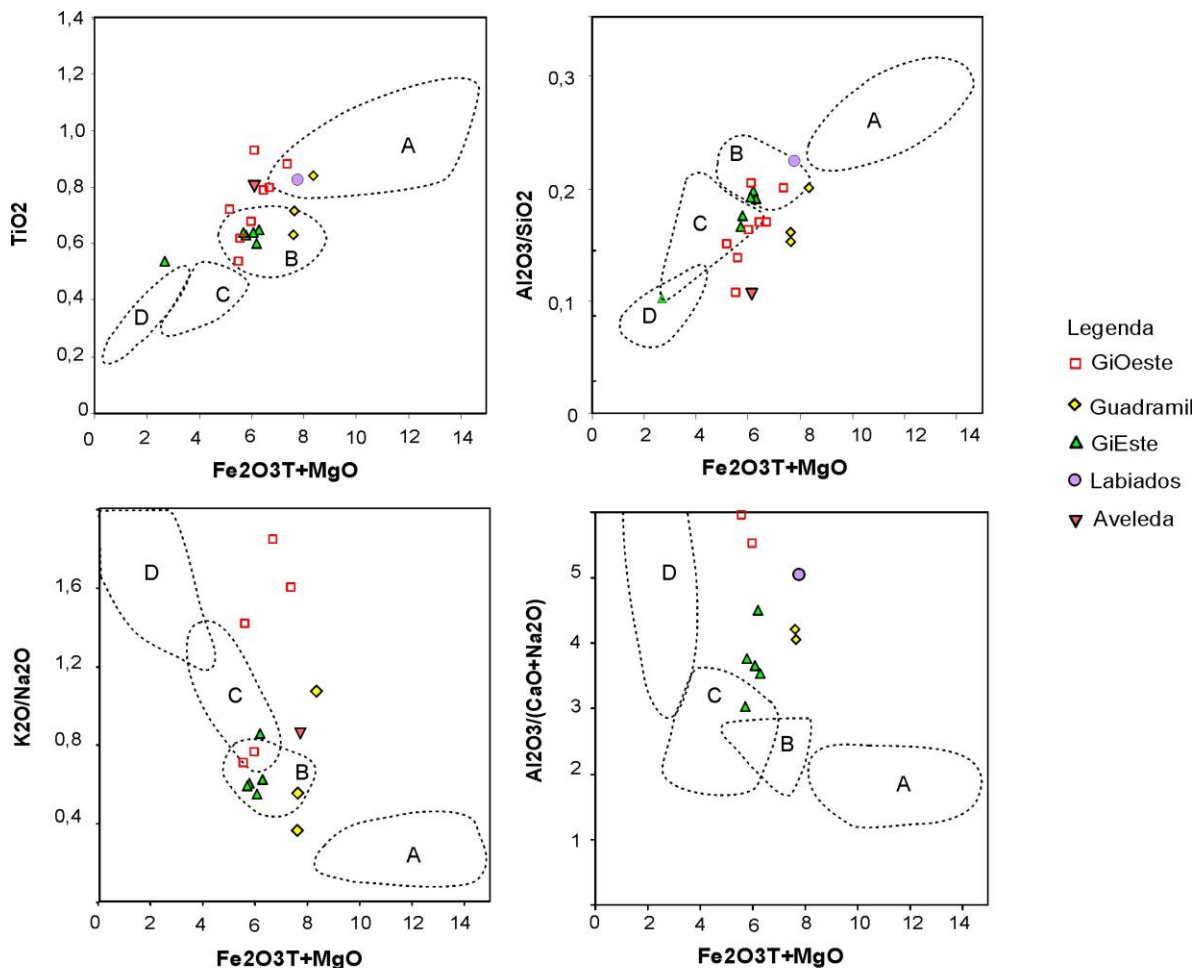 1,4
1,2
1,0
0,8
0,6
0,4
0,2
0
TiO2
A
B
C
D
0 2 4 6 8 10 12 14
Fe2O3T+MgO
0,3
0,2
0,1
0
Al2O3/SiO2
A
B
C
D
0 2 4 6 8 10 12 14
Fe2O3T+MgO
1,6
1,2
0,8
0,4
K2O/Na2O
D
C
B
A
0 2 4 6 8 10 12 14
Fe2O3T+MgO
5
4
3
2
1
Al2O3/(CaO+Na2O)
D
C
B
A
0 2 4 6 8 10 12 14
Fe2O3T+MgO
Legenda
GiOeste
Guadramil
GiEste
Labiados
Aveleda